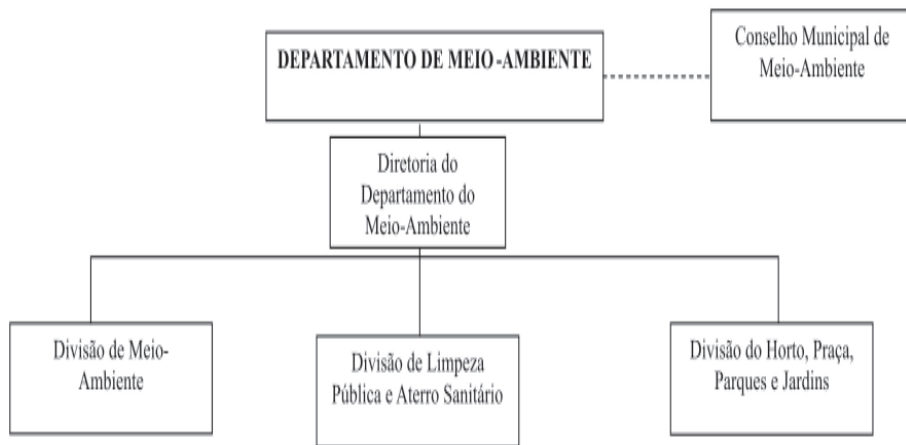 DEPARTAMENTO DE MEIO-AMBIENTE
Conselho Municipal de
Meio-Ambiente
Diretoria do
Departamento do
Meio-Ambiente
Divisão de Meio-
Ambiente
Divisão de Limpeza
Pública e Aterro Sanitário
Divisão do Horto, Praça,
Parques e Jardins